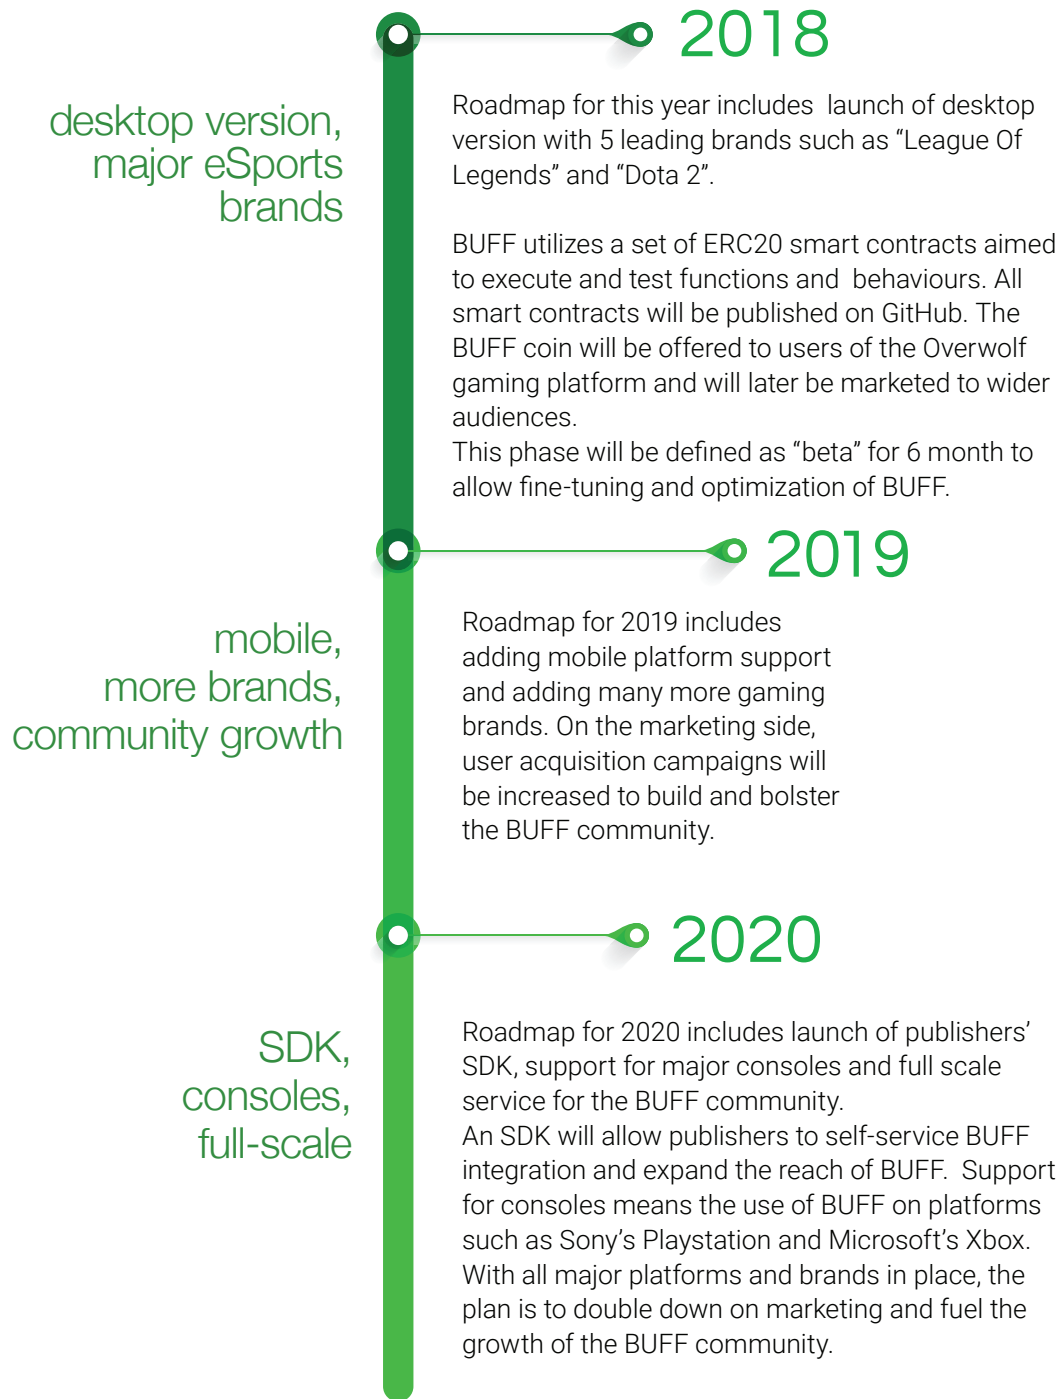 2018
desktop version,
major eSports
brands
Roadmap for this year includes  launch of desktop
version with 5 leading brands such as “League Of
Legends” and “Dota 2”.
BUFF utilizes a set of ERC20 smart contracts aimed
to execute and test functions and  behaviours. All
smart contracts will be published on GitHub. The
BUFF coin will be offered to users of the Overwolf
gaming platform and will later be marketed to wider
audiences.
This phase will be defined as “beta” for 6 month to
allow fine-tuning and optimization of BUFF.
2019
mobile,
more brands,
community growth
Roadmap for 2019 includes
adding mobile platform support
and adding many more gaming
brands. On the marketing side,
user acquisition campaigns will
be increased to build and bolster
the BUFF community.
2020
SDK,
consoles,
full-scale
Roadmap for 2020 includes launch of publishers’
SDK, support for major consoles and full scale
service for the BUFF community.
An SDK will allow publishers to self-service BUFF
integration and expand the reach of BUFF.  Support
for consoles means the use of BUFF on platforms
such as Sony’s Playstation and Microsoft’s Xbox.
With all major platforms and brands in place, the
plan is to double down on marketing and fuel the
growth of the BUFF community.